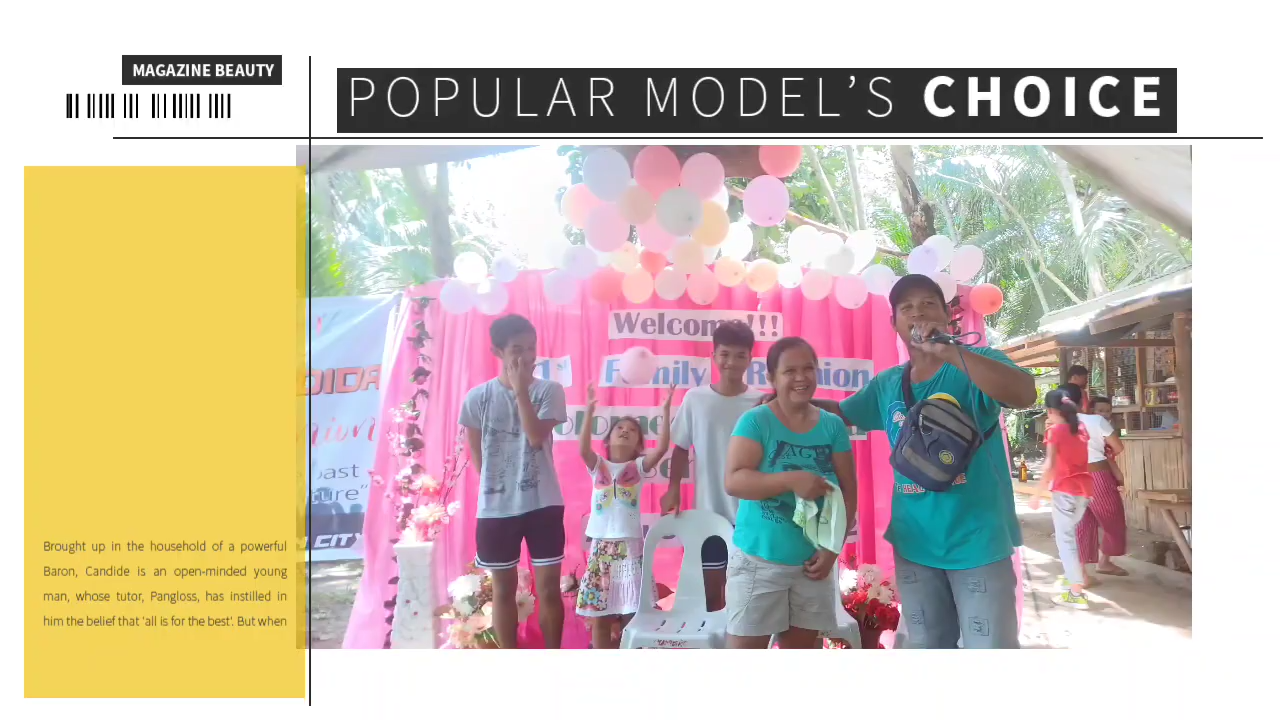 MAGAZINE BEAUTY
POPULAR MODEL’S CHOICE
Welcome!!!
Brought up in the household of a powerful
Baron, Candide is an open-minded young
man, whose tutor, Pangloss, has instilled in
him the belief that ‘all is for the best’. But when